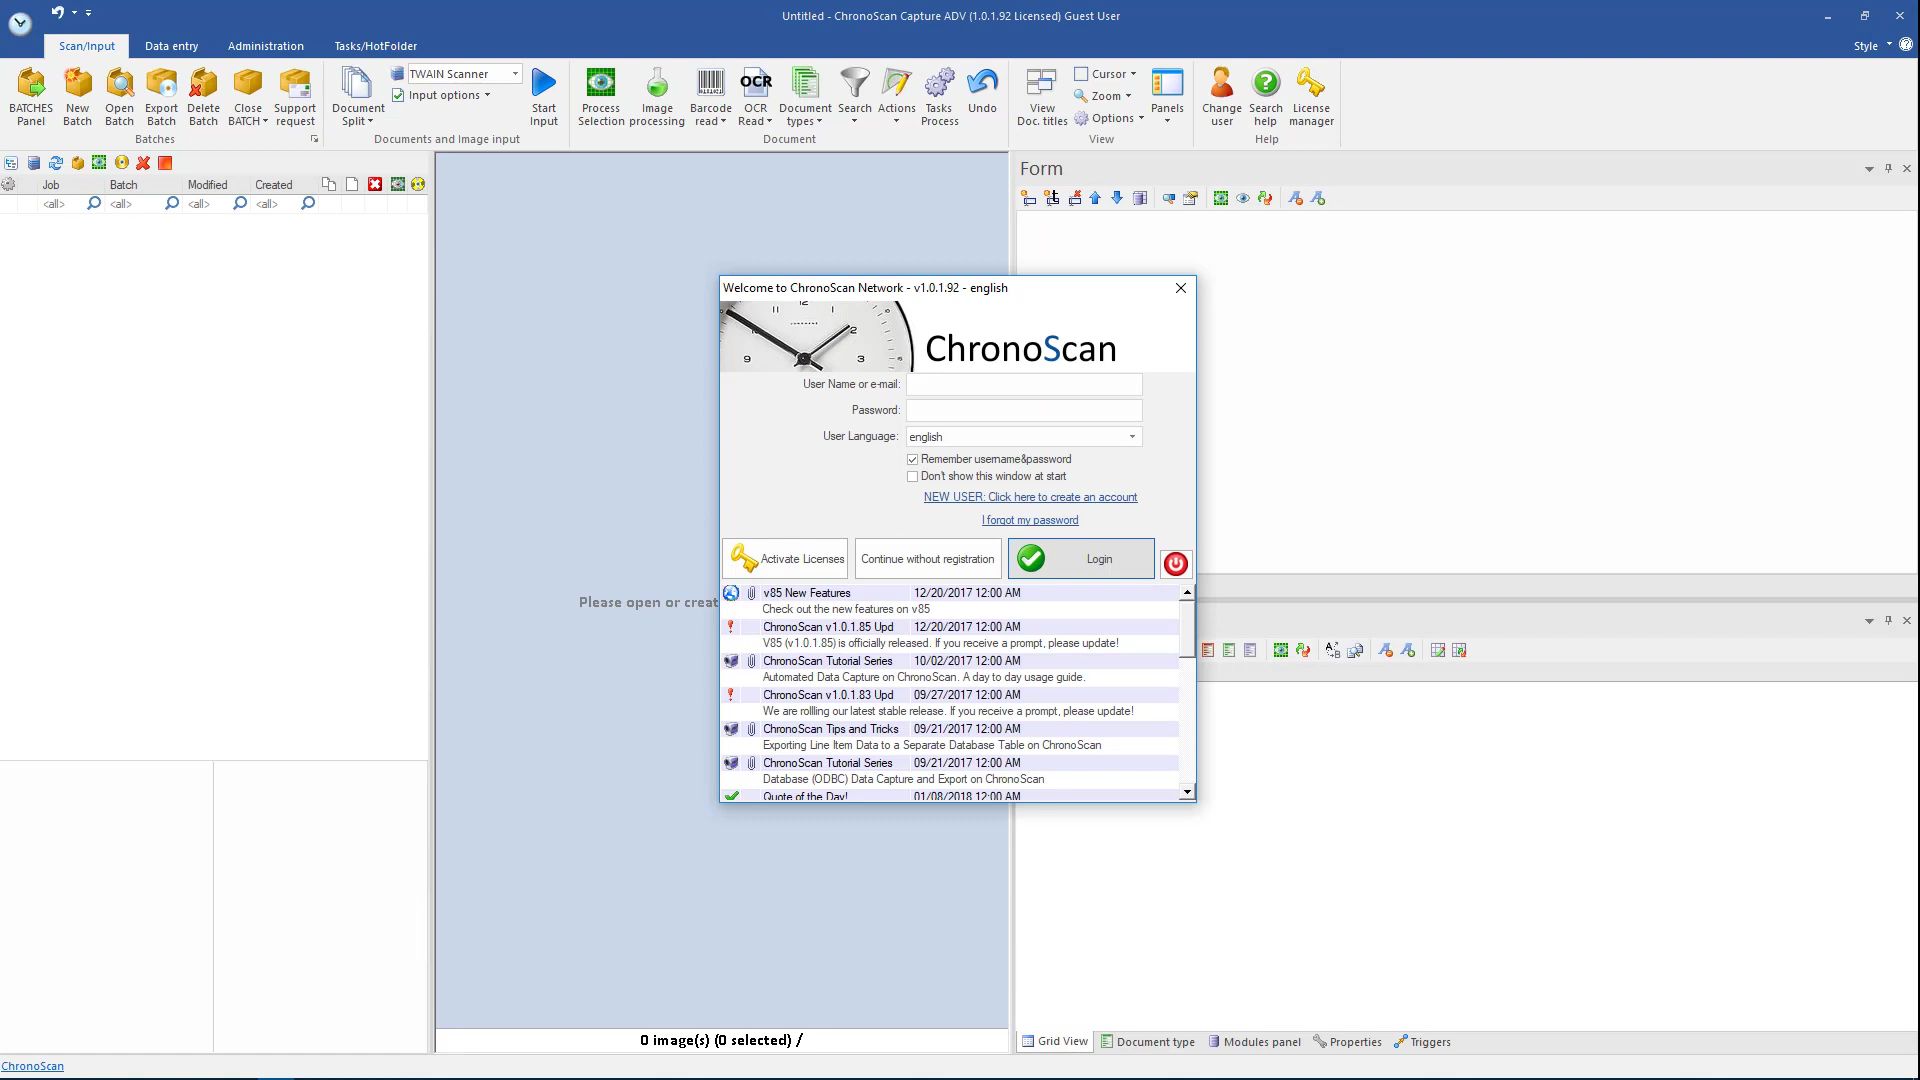 Untitled - ChronoScan Capture ADV (1.0.1.92 Licensed) Guest User
Scan/Input Data entry Administration Tasks/HotFolder Style
BATCHES Panel
New Batch
Open Batch
Export Batch
Delete Batch
Close BATCH
Support request
Batches
Document Split
TWAIN Scanner
Input options
Start Input
Documents and Image input
Process Selection
Image processing
Barcode read
OCR
OCR Read
Document types
Search
Actions
Tasks Process
Undo
Document
View Doc. titles
Cursor
Zoom
Options
Panels
View
Change user
Search help
License manager
Help
Job Batch Modified Created
<all> <all> <all> <all>
Please open or creat
0 image(s) (0 selected) /
Form
Welcome to ChronoScan Network - v1.0.1.92 - english
11 12 1
10 2
9 3
ChronoScan
User Name or e-mail:
Password:
User Language: english
Remember username&password
Don't show this window at start
NEW USER: Click here to create an account
I forgot my password
Activate Licenses Continue without registration Login
v85 New Features 12/20/2017 12:00 AM
Check out the new features on v85
ChronoScan v1.0.1.85 Upd 12/20/2017 12:00 AM
V85 (v1.0.1.85) is officially released. If you receive a prompt, please update!
ChronoScan Tutorial Series 10/02/2017 12:00 AM
Automated Data Capture on ChronoScan. A day to day usage guide.
ChronoScan v1.0.1.83 Upd 09/27/2017 12:00 AM
We are rollling our latest stable release. If you receive a prompt, please update!
ChronoScan Tips and Tricks 09/21/2017 12:00 AM
Exporting Line Item Data to a Separate Database Table on ChronoScan
ChronoScan Tutorial Series 09/21/2017 12:00 AM
Database (ODBC) Data Capture and Export on ChronoScan
Quote of the Day! 01/08/2018 12:00 AM
Grid View Document type Modules panel Properties Triggers
ChronoScan